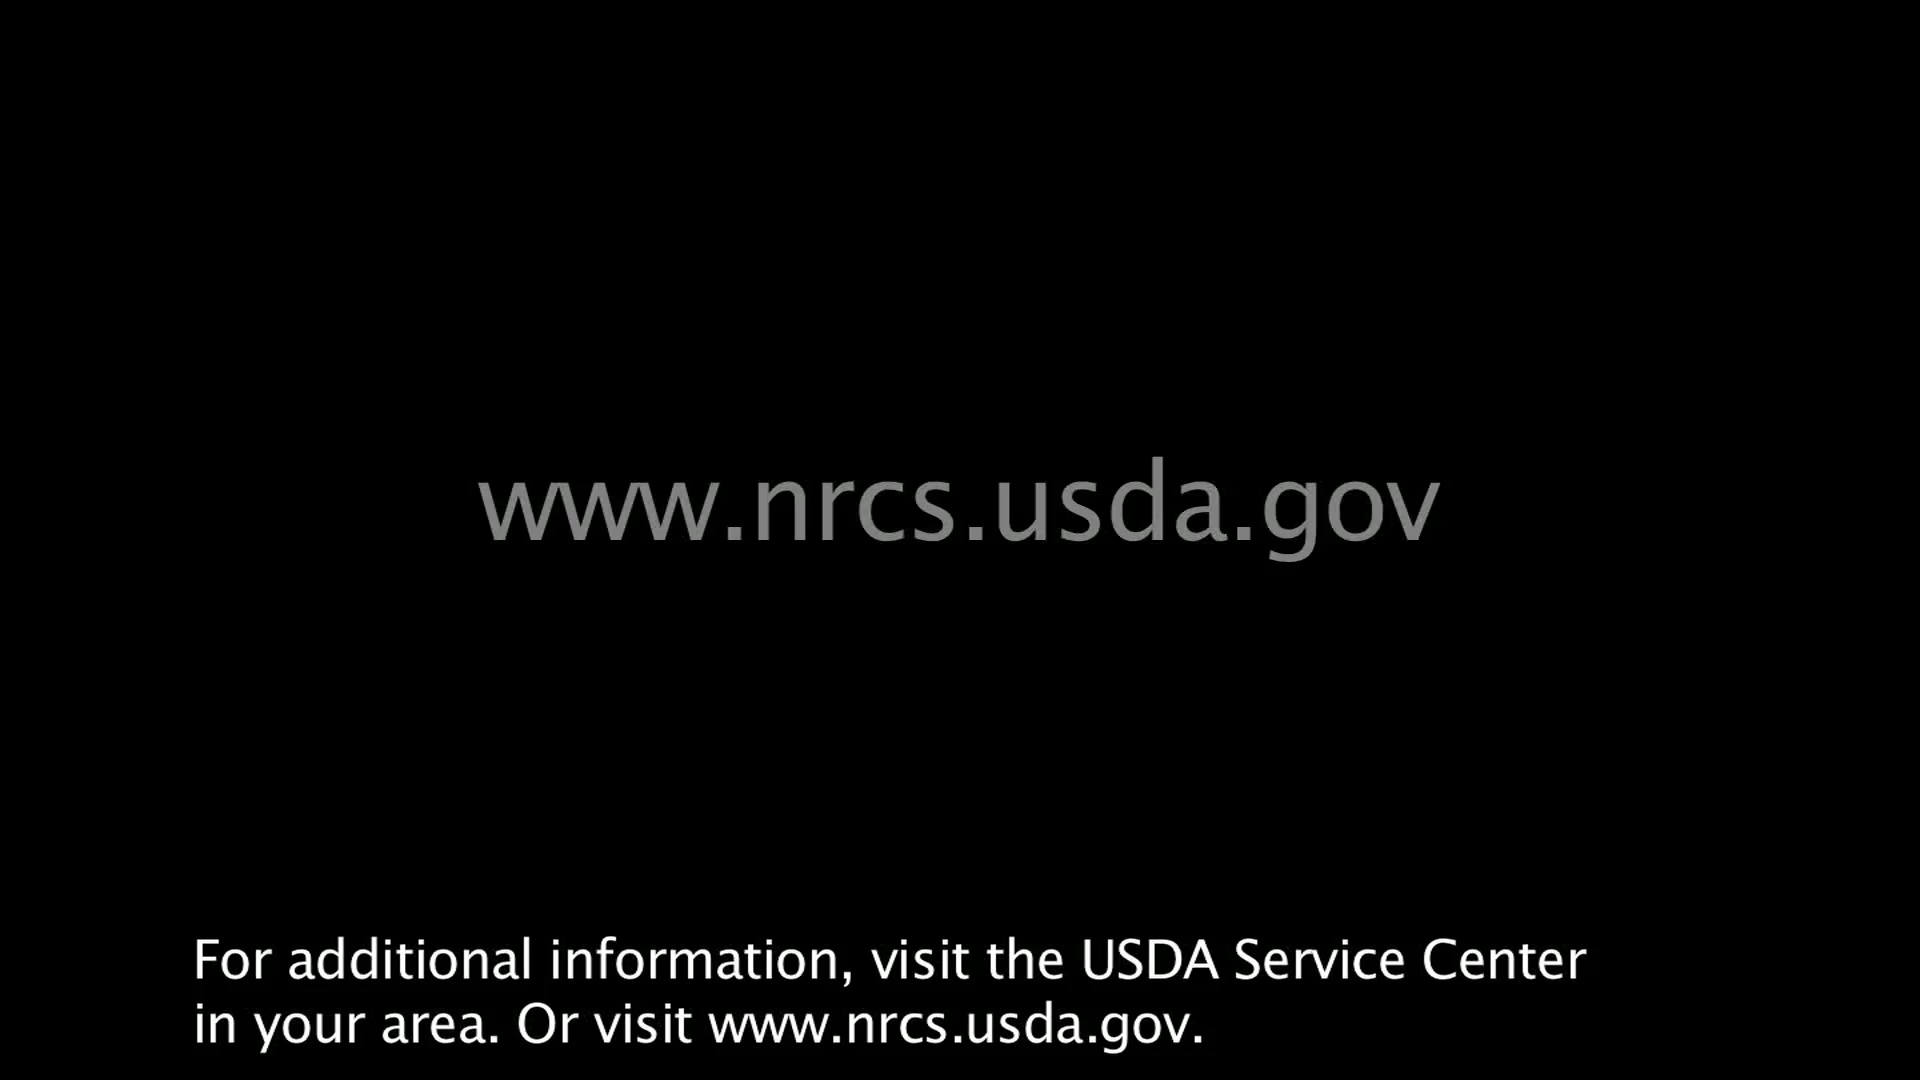 www.nrcs.usda.gov
For additional information, visit the USDA Service Center
in your area. Or visit www.nrcs.usda.gov.